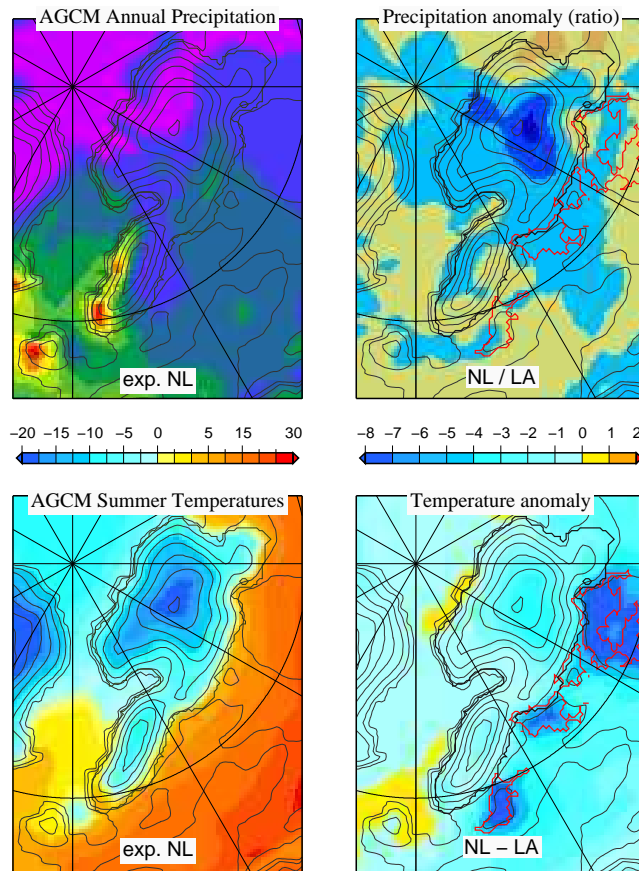 AGCM Annual Precipitation
Precipitation anomaly (ratio)
exp. NL
NL / LA
−20 −15 −10 −5 0 5 15 30
−8 −7 −6 −5 −4 −3 −2 −1 0 1 2
AGCM Summer Temperatures
Temperature anomaly
exp. NL
NL − LA